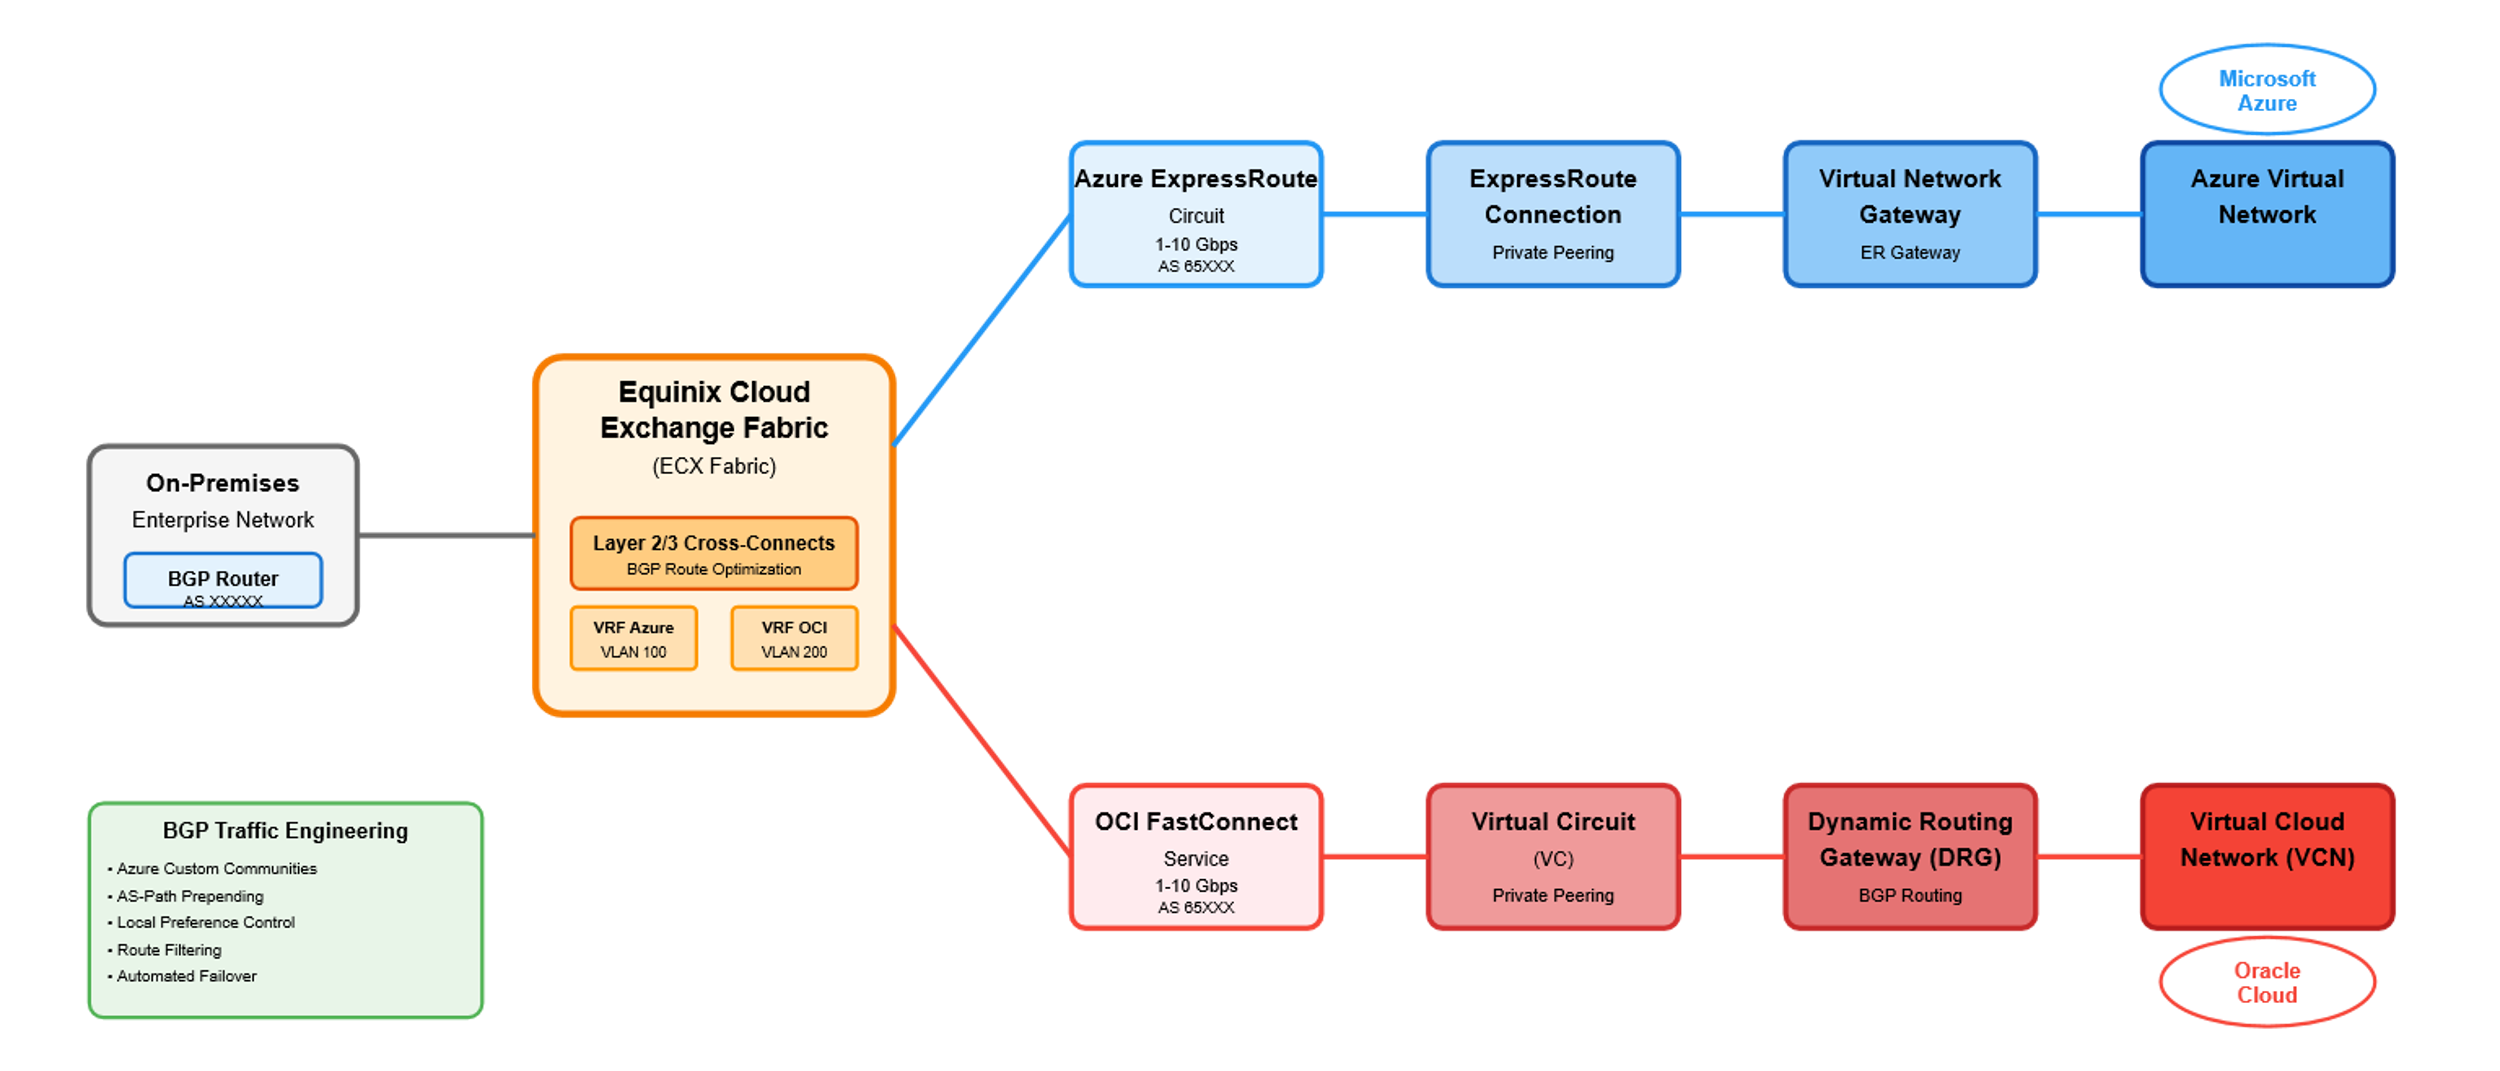 Microsoft
Azure
Azure ExpressRoute
Circuit
1-10 Gbps
AS 65XXX
ExpressRoute
Connection
Private Peering
Virtual Network
Gateway
ER Gateway
Azure Virtual
Network
Equinix Cloud
Exchange Fabric
(ECX Fabric)
Layer 2/3 Cross-Connects
BGP Route Optimization
VRF Azure
VLAN 100
VRF OCI
VLAN 200
On-Premises
Enterprise Network
BGP Router
AS XXXXX
BGP Traffic Engineering
• Azure Custom Communities
• AS-Path Prepending
• Local Preference Control
• Route Filtering
• Automated Failover
OCI FastConnect
Service
1-10 Gbps
AS 65XXX
Virtual Circuit
(VC)
Private Peering
Dynamic Routing
Gateway (DRG)
BGP Routing
Virtual Cloud
Network (VCN)
Oracle
Cloud